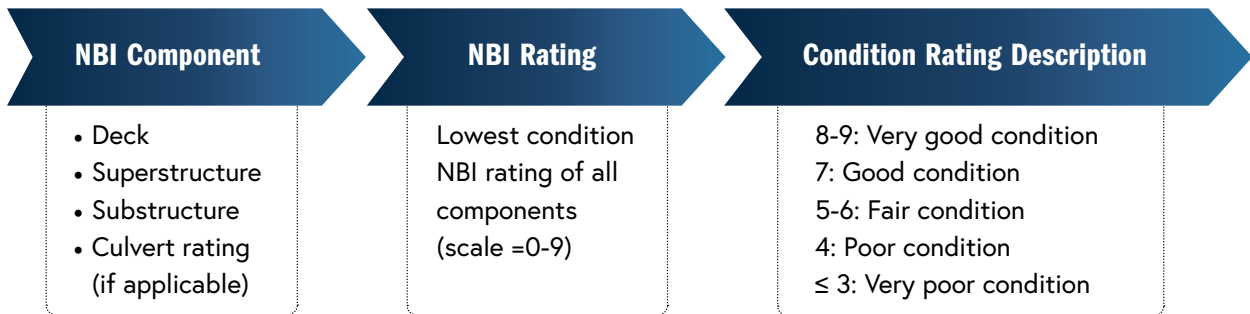 NBI Component
• Deck
• Superstructure
• Substructure
• Culvert rating
(if applicable)
NBI Rating
Lowest condition
NBI rating of all
components
(scale =0-9)
Condition Rating Description
8-9: Very good condition
7: Good condition
5-6: Fair condition
4: Poor condition
≤ 3: Very poor condition